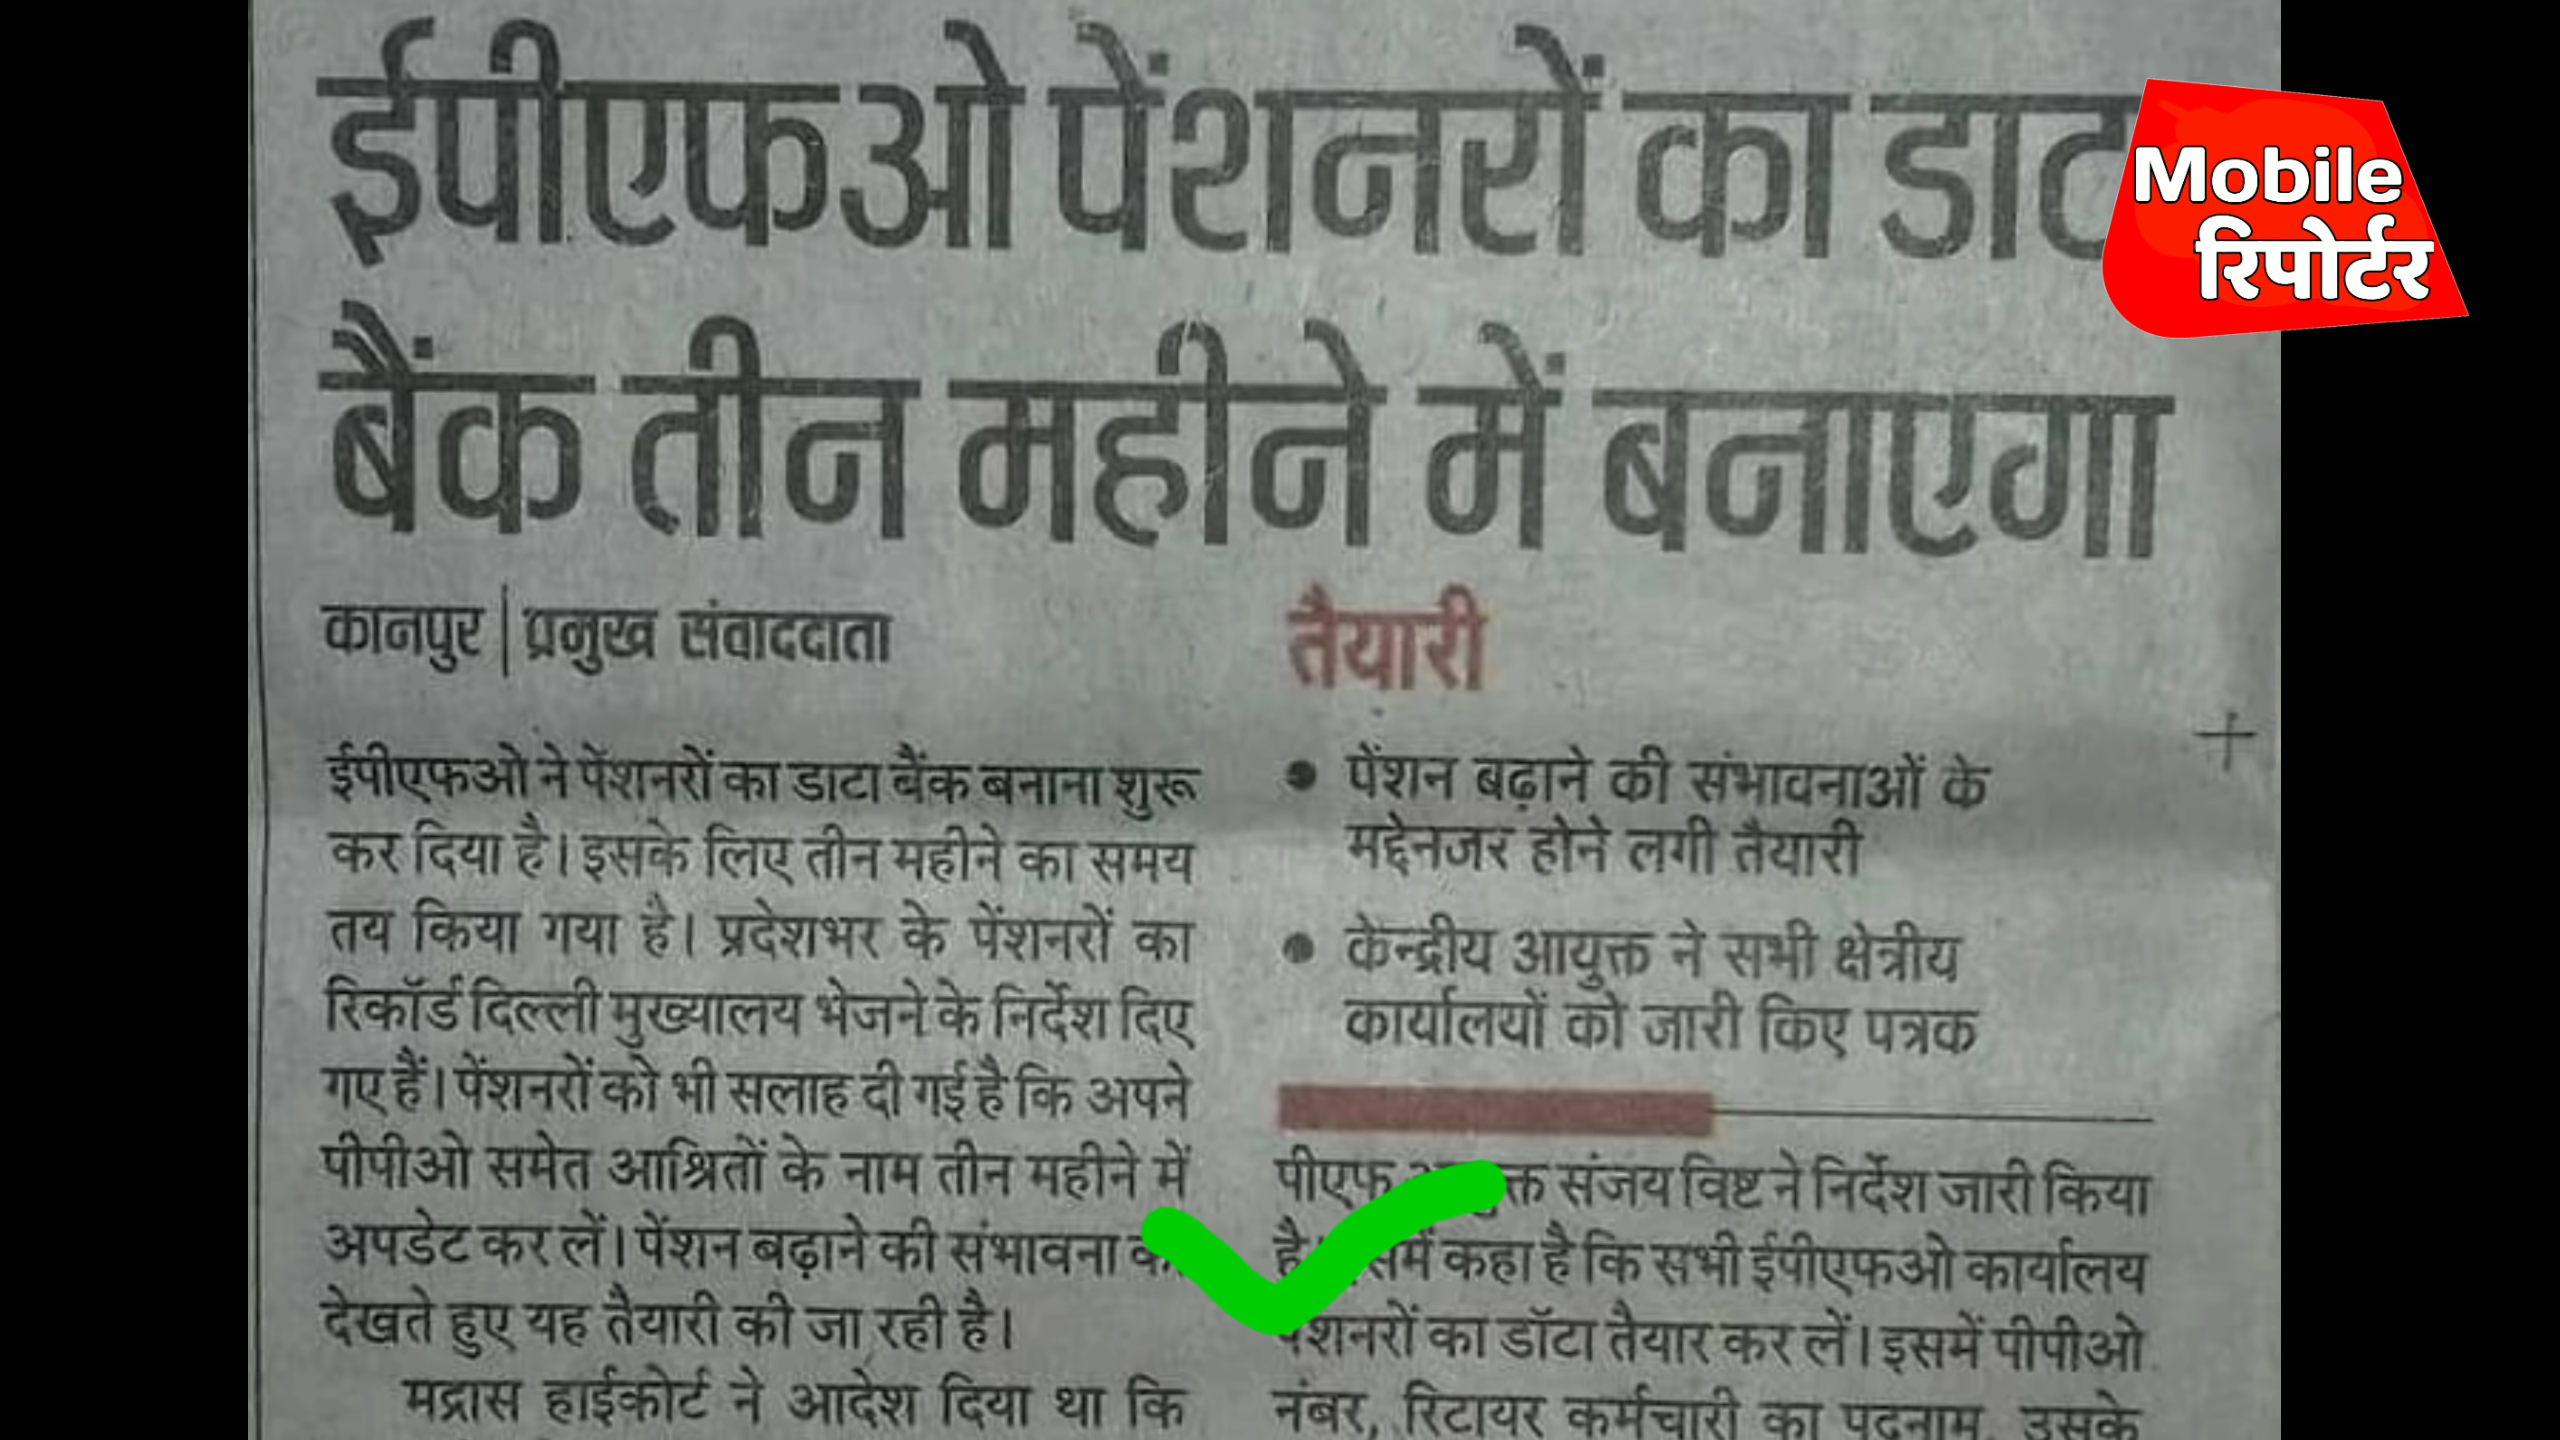 ईपीएफओ पेंशनरों का डाट
बैंक तीन महीने में बनाएगा
Mobile
रिपोर्टर
कानपुर | प्रमुख संवाददाता
ईपीएफओ ने पेंशनरों का डाटा बैंक बनाना शुरू
कर दिया है। इसके लिए तीन महीने का समय
तय किया गया है। प्रदेशभर के पेंशनरों का
रिकॉर्ड दिल्ली मुख्यालय भेजने के निर्देश दिए
गए हैं। पेंशनरों को भी सलाह दी गई है कि अपने
पीपीओ समेत आश्रितों के नाम तीन महीने में
अपडेट कर लें। पेंशन बढ़ाने की संभावना
देखते हुए यह तैयारी की जा रही है।
मद्रास हाईकोर्ट ने आदेश दिया था कि
तैयारी
● पेंशन बढ़ाने की संभावनाओं के
मद्देनजर होने लगी तैयारी
● केन्द्रीय आयुक्त ने सभी क्षेत्रीय
कार्यालयों को जारी किए पत्रक
पीएफ संजय विष्ट ने निर्देश जारी किया
है। कहा है कि सभी ईपीएफओ कार्यालय
पेंशनरों का डॉटा तैयार कर लें। इसमें पीपीओ
नंबर, रिटायर कर्मचारी का पदनाम, उसके